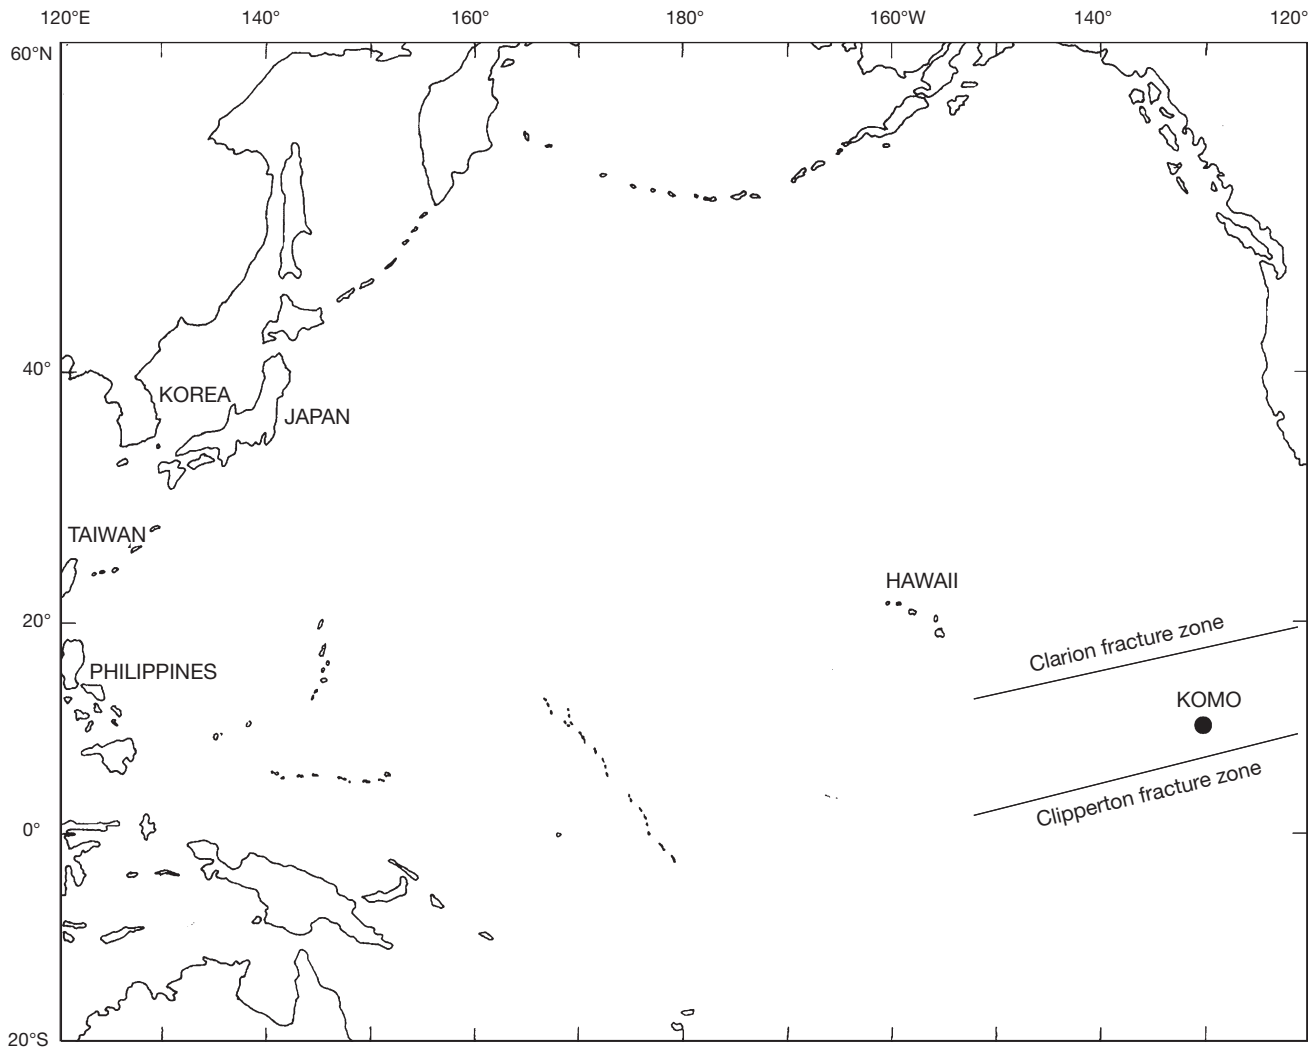 120°E 140° 160° 180° 160°W 140° 120°
60°N
40°
KOREA
JAPAN
TAIWAN
HAWAII
20°
Clarion fracture zone
PHILIPPINES
KOMO
Clipperton fracture zone
0°
20°S